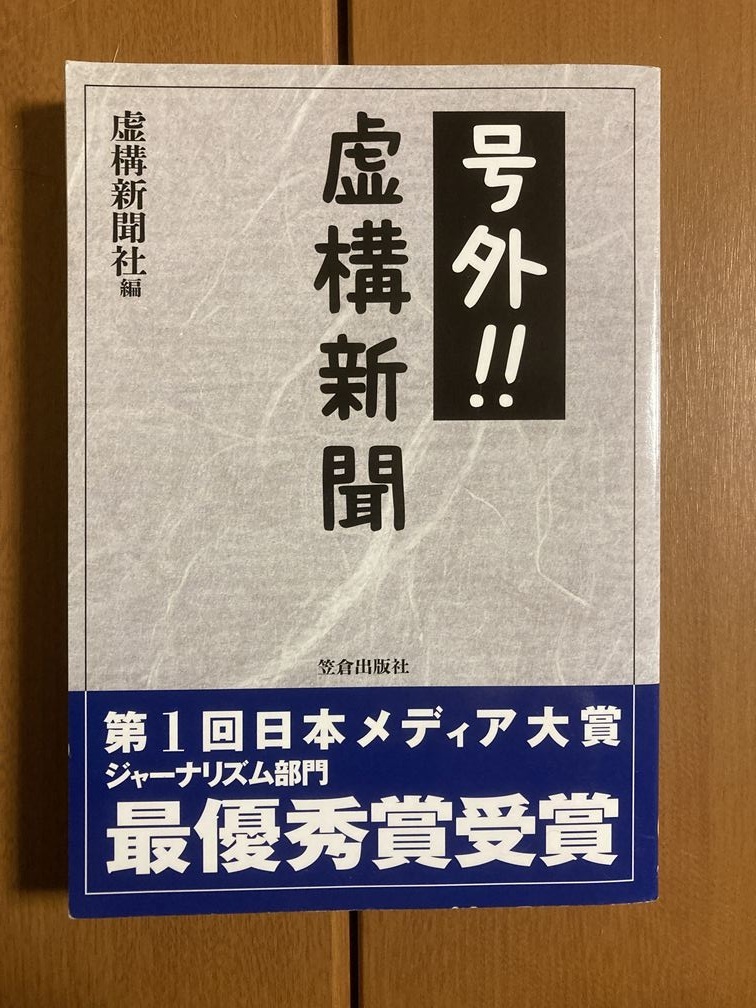 号外!!
虚構新聞
虚構新聞社編
笠倉出版社
第1回日本メディア大賞
ジャーナリズム部門
最優秀賞受賞